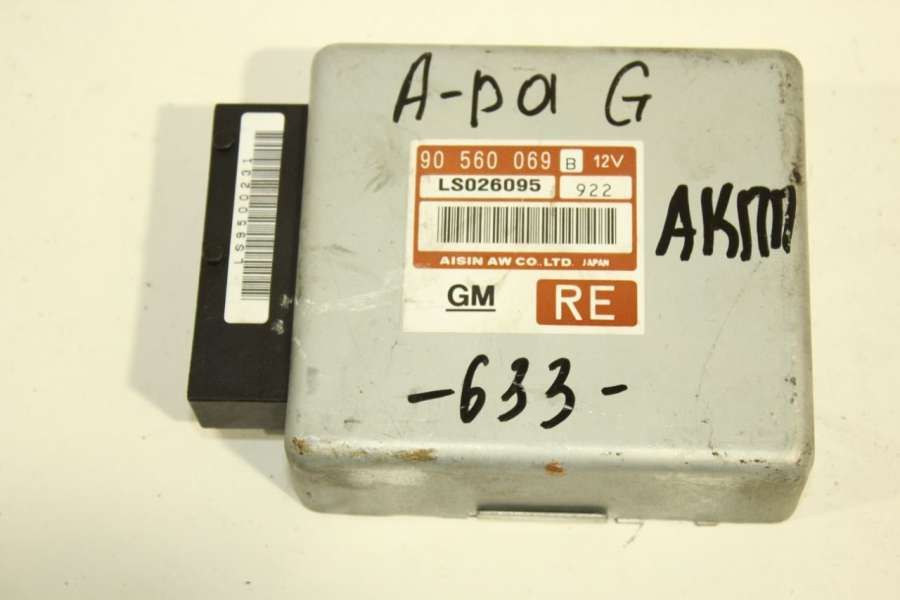 А-ра G
90 560 069 B 12V
LS026095 922
AISIN AW CO., LTD. JAPAN
GM RE
АКПП
-633-
LS9500231